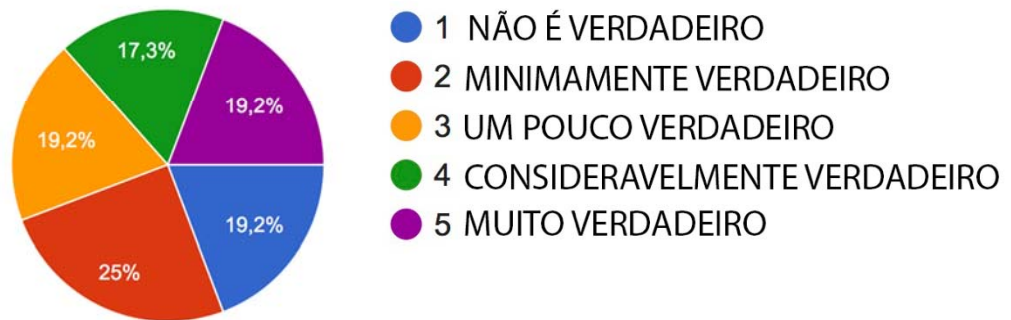 17,3%
19,2%
19,2%
19,2%
25%
1 NÃO É VERDADEIRO
2 MINIMAMENTE VERDADEIRO
3 UM POUCO VERDADEIRO
4 CONSIDERAVELMENTE VERDADEIRO
5 MUITO VERDADEIRO